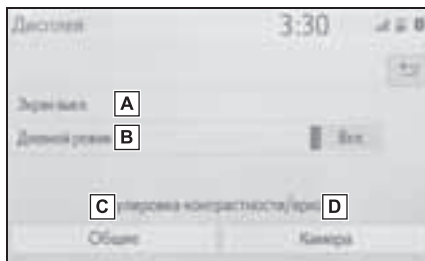 Дисплей 3:30
Экран выкл. A
Дневной режим B Вкл.
C улировка контрастности/ярко D
Общие Камера